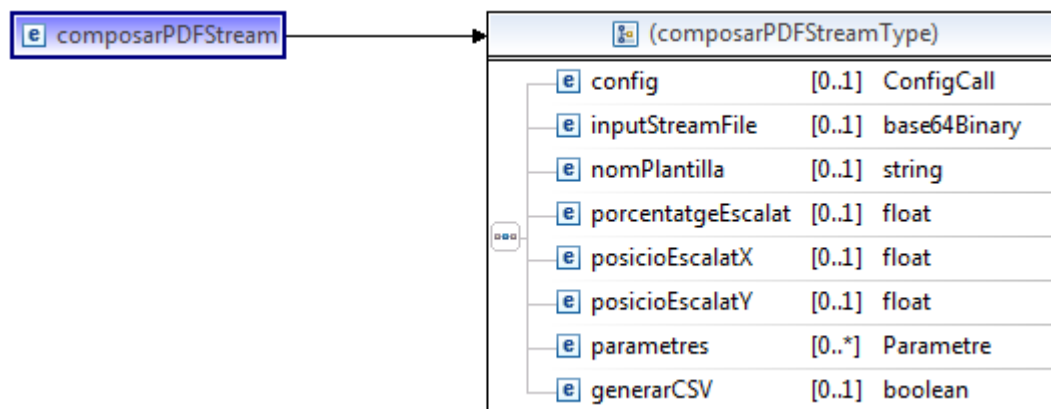 e composarPDFStream
(composarPDFStreamType)
e config [0..1] ConfigCall
e inputStreamFile [0..1] base64Binary
e nomPlantilla [0..1] string
e porcentatgeEscalat [0..1] float
e posicioEscalatX [0..1] float
e posicioEscalatY [0..1] float
e parametres [0..*] Parametre
e generarCSV [0..1] boolean